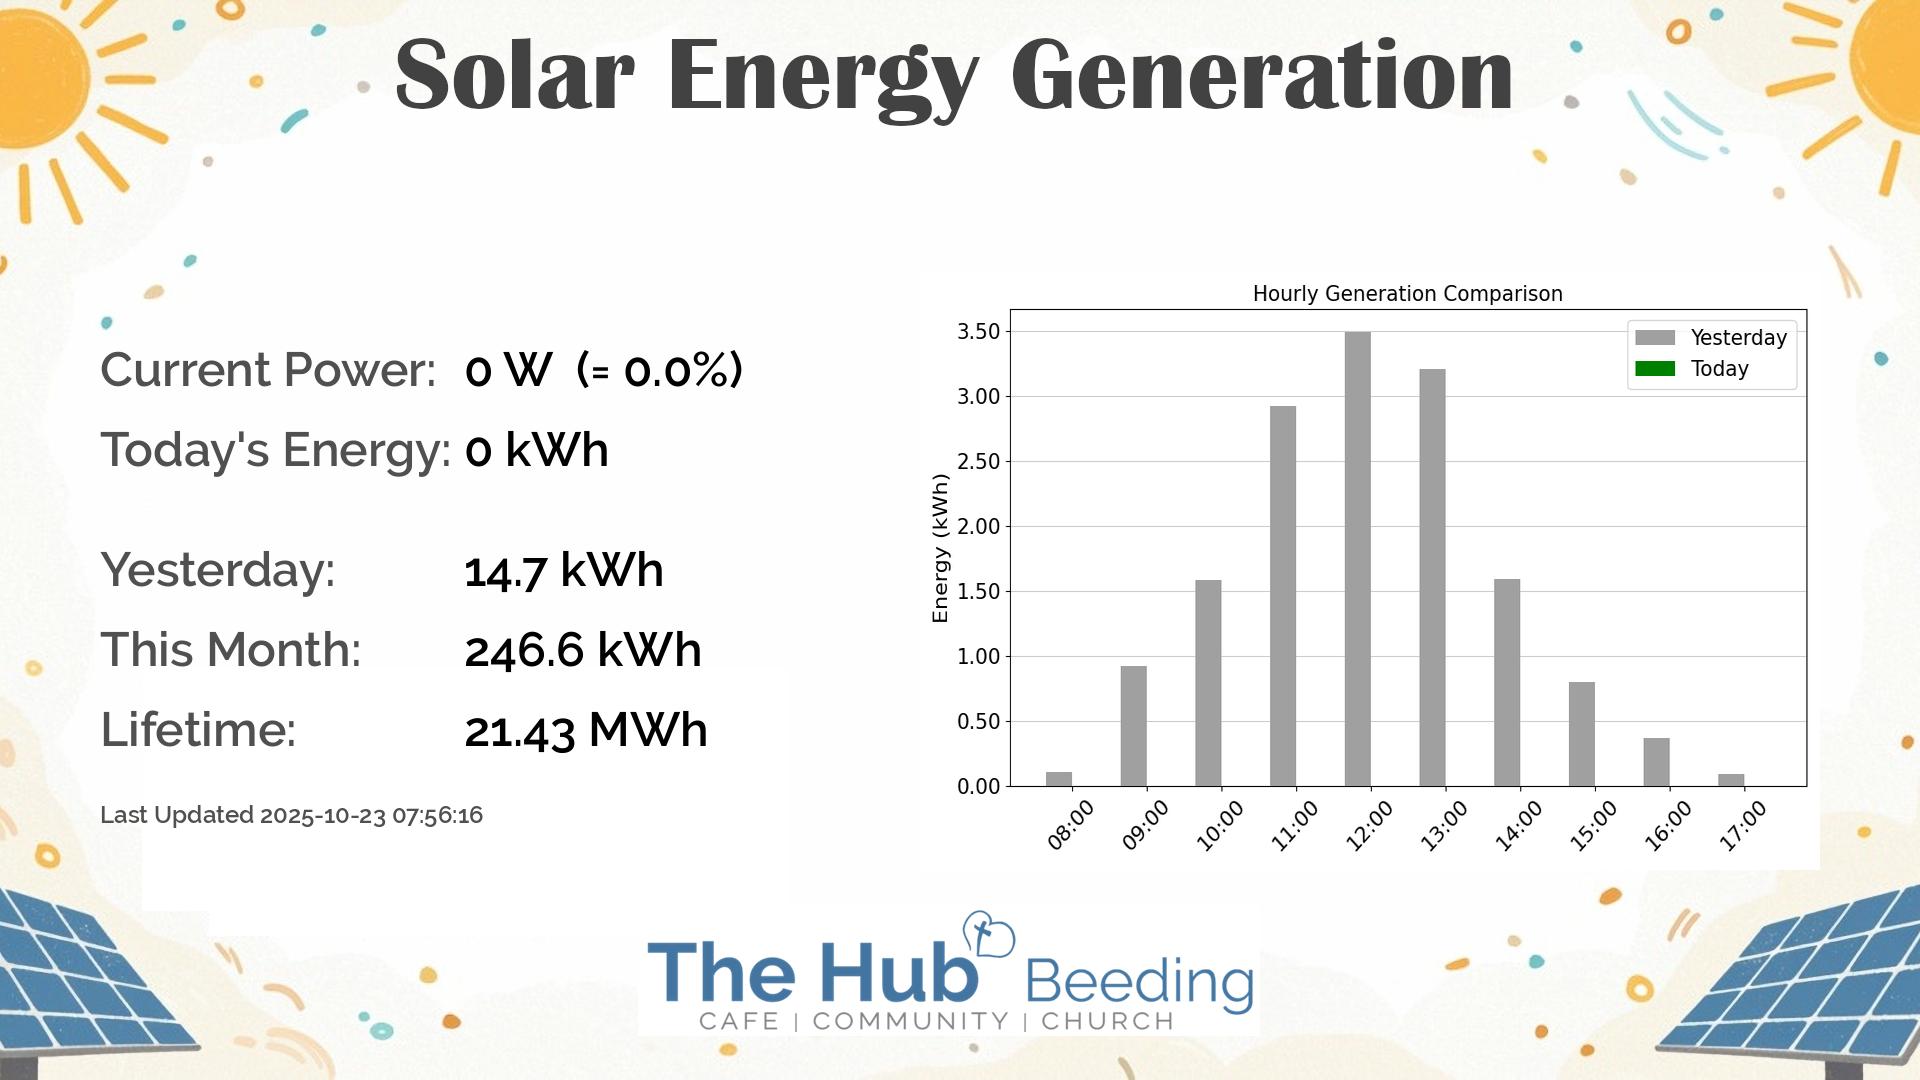 Solar Energy Generation
Current Power: 0 W (= 0.0%)
Today's Energy: 0 kWh
Yesterday: 14.7 kWh
This Month: 246.6 kWh
Lifetime: 21.43 MWh
Last Updated 2025-10-23 07:56:16
Hourly Generation Comparison
Yesterday
Today
Energy (kWh)
3.50
3.00
2.50
2.00
1.50
1.00
0.50
0.00
08:00 09:00 10:00 11:00 12:00 13:00 14:00 15:00 16:00 17:00
The Hub Beeding
CAFE | COMMUNITY | CHURCH